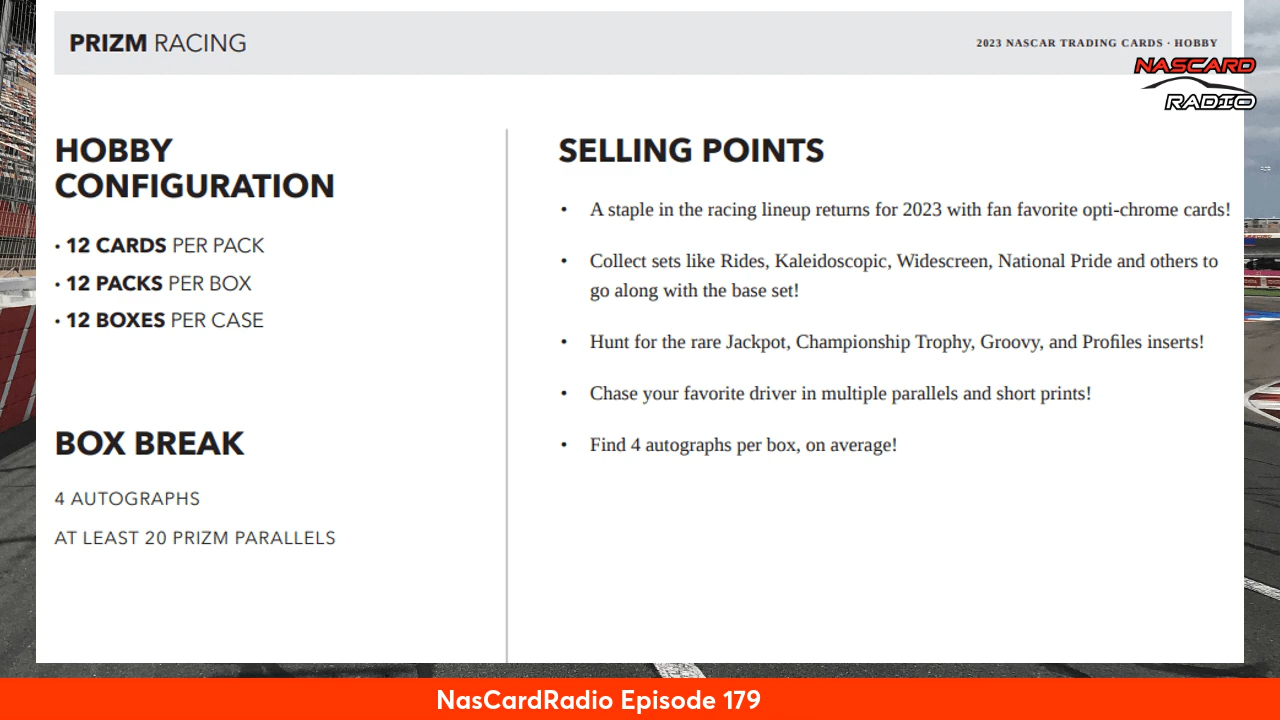 PRIZM RACING
2023 NASCAR TRADING CARDS · HOBBY
NASCARD
RADIO
HOBBY
CONFIGURATION
· 12 CARDS PER PACK
· 12 PACKS PER BOX
· 12 BOXES PER CASE
BOX BREAK
4 AUTOGRAPHS
AT LEAST 20 PRIZM PARALLELS
SELLING POINTS
• A staple in the racing lineup returns for 2023 with fan favorite opti-chrome cards!
• Collect sets like Rides, Kaleidoscopic, Widescreen, National Pride and others to
go along with the base set!
• Hunt for the rare Jackpot, Championship Trophy, Groovy, and Profiles inserts!
• Chase your favorite driver in multiple parallels and short prints!
• Find 4 autographs per box, on average!
NasCardRadio Episode 179